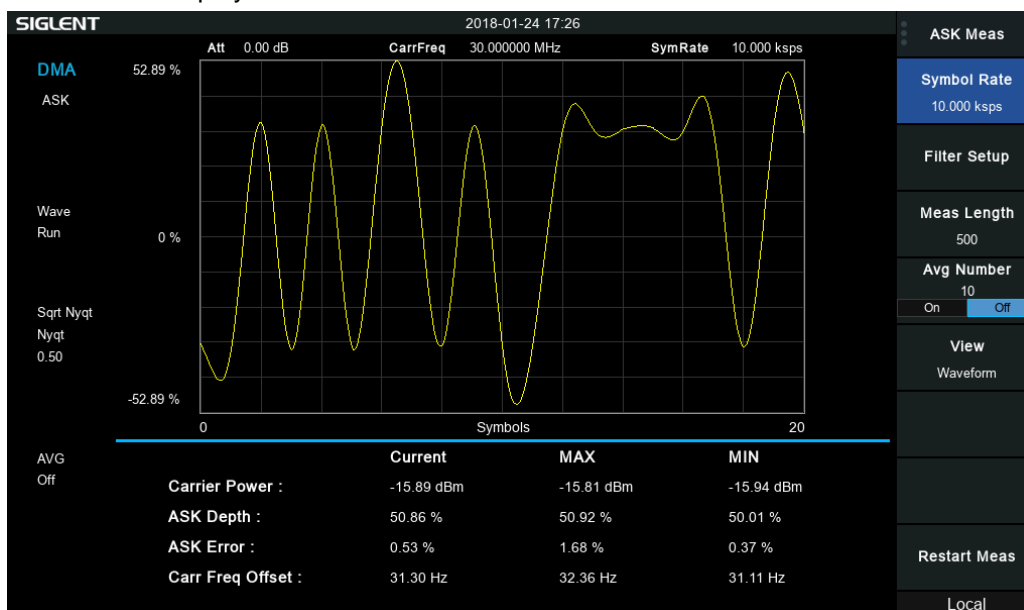 SIGLENT 2018-01-24 17:26
Att 0.00 dB CarrFreq 30.000000 MHz SymRate 10.000 ksps
DMA
ASK
Wave
Run
Sqrt Nyqt
Nyqt
0.50
AVG
Off
52.89 %
0 %
-52.89 %
0 Symbols 20
Current MAX MIN
Carrier Power : -15.89 dBm -15.81 dBm -15.94 dBm
ASK Depth : 50.86 % 50.92 % 50.01 %
ASK Error : 0.53 % 1.68 % 0.37 %
Carr Freq Offset : 31.30 Hz 32.36 Hz 31.11 Hz
ASK Meas
Symbol Rate
10.000 ksps
Filter Setup
Meas Length
500
Avg Number
10
On Off
View
Waveform
Restart Meas
Local